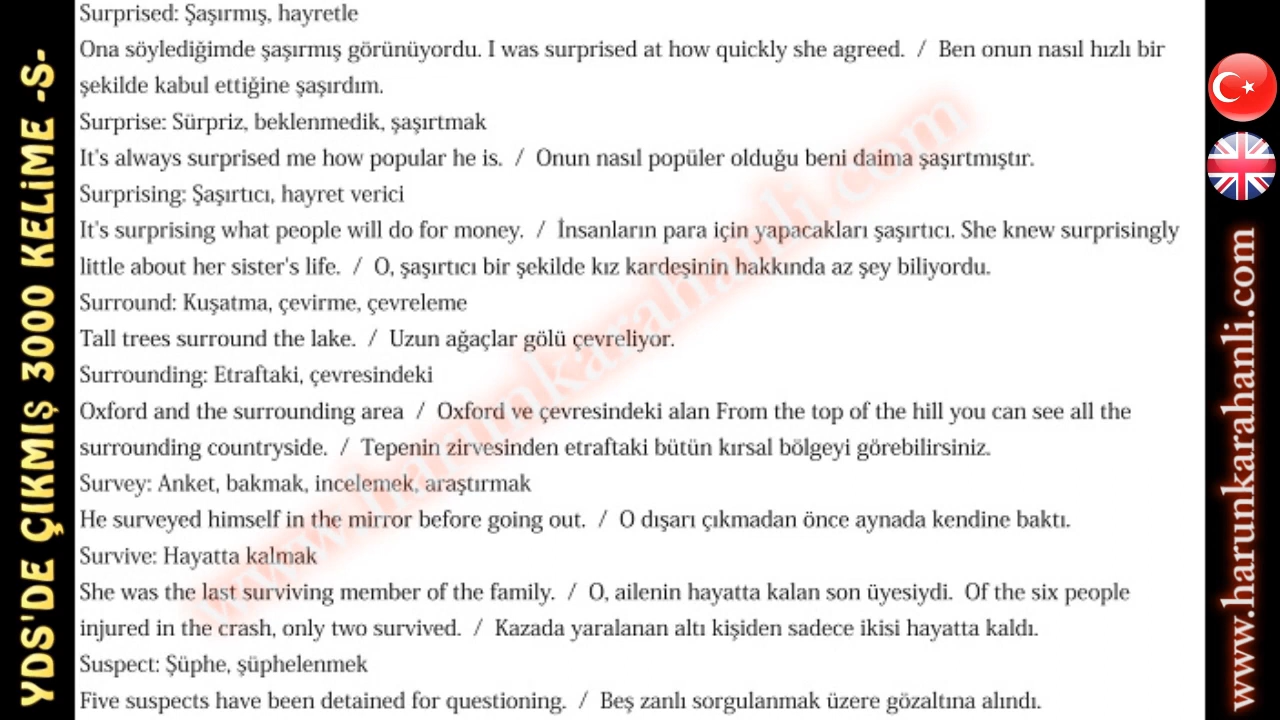 YDS'DE ÇIKMIŞ 3000 KELİME -S-
Surprised: Şaşırmış, hayretle
Ona söylediğimde şaşırmış görünüyordu. I was surprised at how quickly she agreed. / Ben onun nasıl hızlı bir
şekilde kabul ettiğine şaşırdım.
Surprise: Sürpriz, beklenmedik, şaşırtmak
It's always surprised me how popular he is. / Onun nasıl popüler olduğu beni daima şaşırtmıştır.
Surprising: Şaşırtıcı, hayret verici
It's surprising what people will do for money. / İnsanların para için yapacakları şaşırtıcı. She knew surprisingly
little about her sister's life. / O, şaşırtıcı bir şekilde kız kardeşinin hakkında az şey biliyordu.
Surround: Kuşatma, çevirme, çevreleme
Tall trees surround the lake. / Uzun ağaçlar gölü çevreliyor.
Surrounding: Etraftaki, çevresindeki
Oxford and the surrounding area / Oxford ve çevresindeki alan From the top of the hill you can see all the
surrounding countryside. / Tepenin zirvesinden etraftaki bütün kırsal bölgeyi görebilirsiniz.
Survey: Anket, bakmak, incelemek, araştırmak
He surveyed himself in the mirror before going out. / O dışarı çıkmadan önce aynada kendine baktı.
Survive: Hayatta kalmak
She was the last surviving member of the family. / O, ailenin hayatta kalan son üyesiydi. Of the six people
injured in the crash, only two survived. / Kazada yaralanan altı kişiden sadece ikisi hayatta kaldı.
Suspect: Şüphe, şüphelenmek
Five suspects have been detained for questioning. / Beş zanlı sorgulanmak üzere gözaltına alındı.
www.harunkarahanli.com
www.harunkarahanli.com